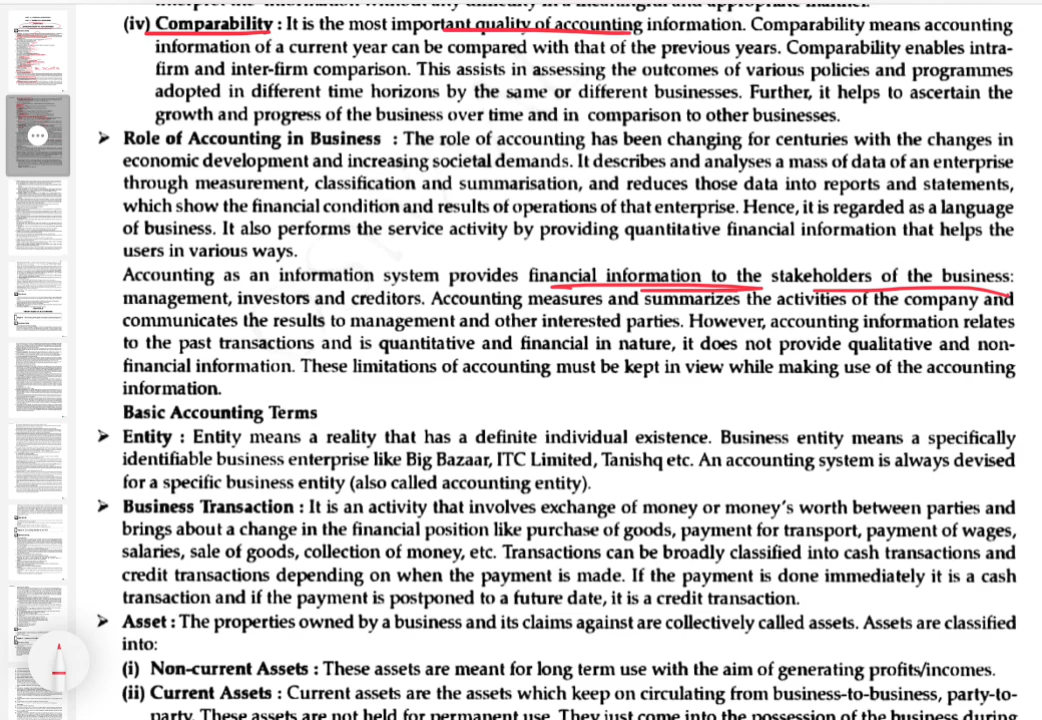 (iv) Comparability : It is the most important quality of accounting information. Comparability means accounting
information of a current year can be compared with that of the previous years. Comparability enables intra-
firm and inter-firm comparison. This assists in assessing the outcomes of various policies and programmes
adopted in different time horizons by the same or different businesses. Further, it helps to ascertain the
growth and progress of the business over time and in comparison to other businesses.
➤ Role of Accounting in Business : The role of accounting has been changing for centuries with the changes in
economic development and increasing societal demands. It describes and analyses a mass of data of an enterprise
through measurement, classification and summarisation, and reduces those data into reports and statements,
which show the financial condition and results of operations of that enterprise. Hence, it is regarded as a language
of business. It also performs the service activity by providing quantitative financial information that helps the
users in various ways.
Accounting as an information system provides financial information to the stakeholders of the business:
management, investors and creditors. Accounting measures and summarizes the activities of the company and
communicates the results to management and other interested parties. However, accounting information relates
to the past transactions and is quantitative and financial in nature, it does not provide qualitative and non-
financial information. These limitations of accounting must be kept in view while making use of the accounting
information.
Basic Accounting Terms
➤ Entity : Entity means a reality that has a definite individual existence. Business entity means a specifically
identifiable business enterprise like Big Bazaar, ITC Limited, Tanishq etc. An accounting system is always devised
for a specific business entity (also called accounting entity).
➤ Business Transaction : It is an activity that involves exchange of money or money's worth between parties and
brings about a change in the financial position like purchase of goods, payment for transport, payment of wages,
salaries, sale of goods, collection of money, etc. Transactions can be broadly classified into cash transactions and
credit transactions depending on when the payment is made. If the payment is done immediately it is a cash
transaction and if the payment is postponed to a future date, it is a credit transaction.
➤ Asset : The properties owned by a business and its claims against are collectively called assets. Assets are classified
into:
(i) Non-current Assets : These assets are meant for long term use with the aim of generating profits/incomes.
(ii) Current Assets : Current assets are the assets which keep on circulating from business-to-business, party-to-
party. These assets are not held for permanent use. They just come into the possession of the business during